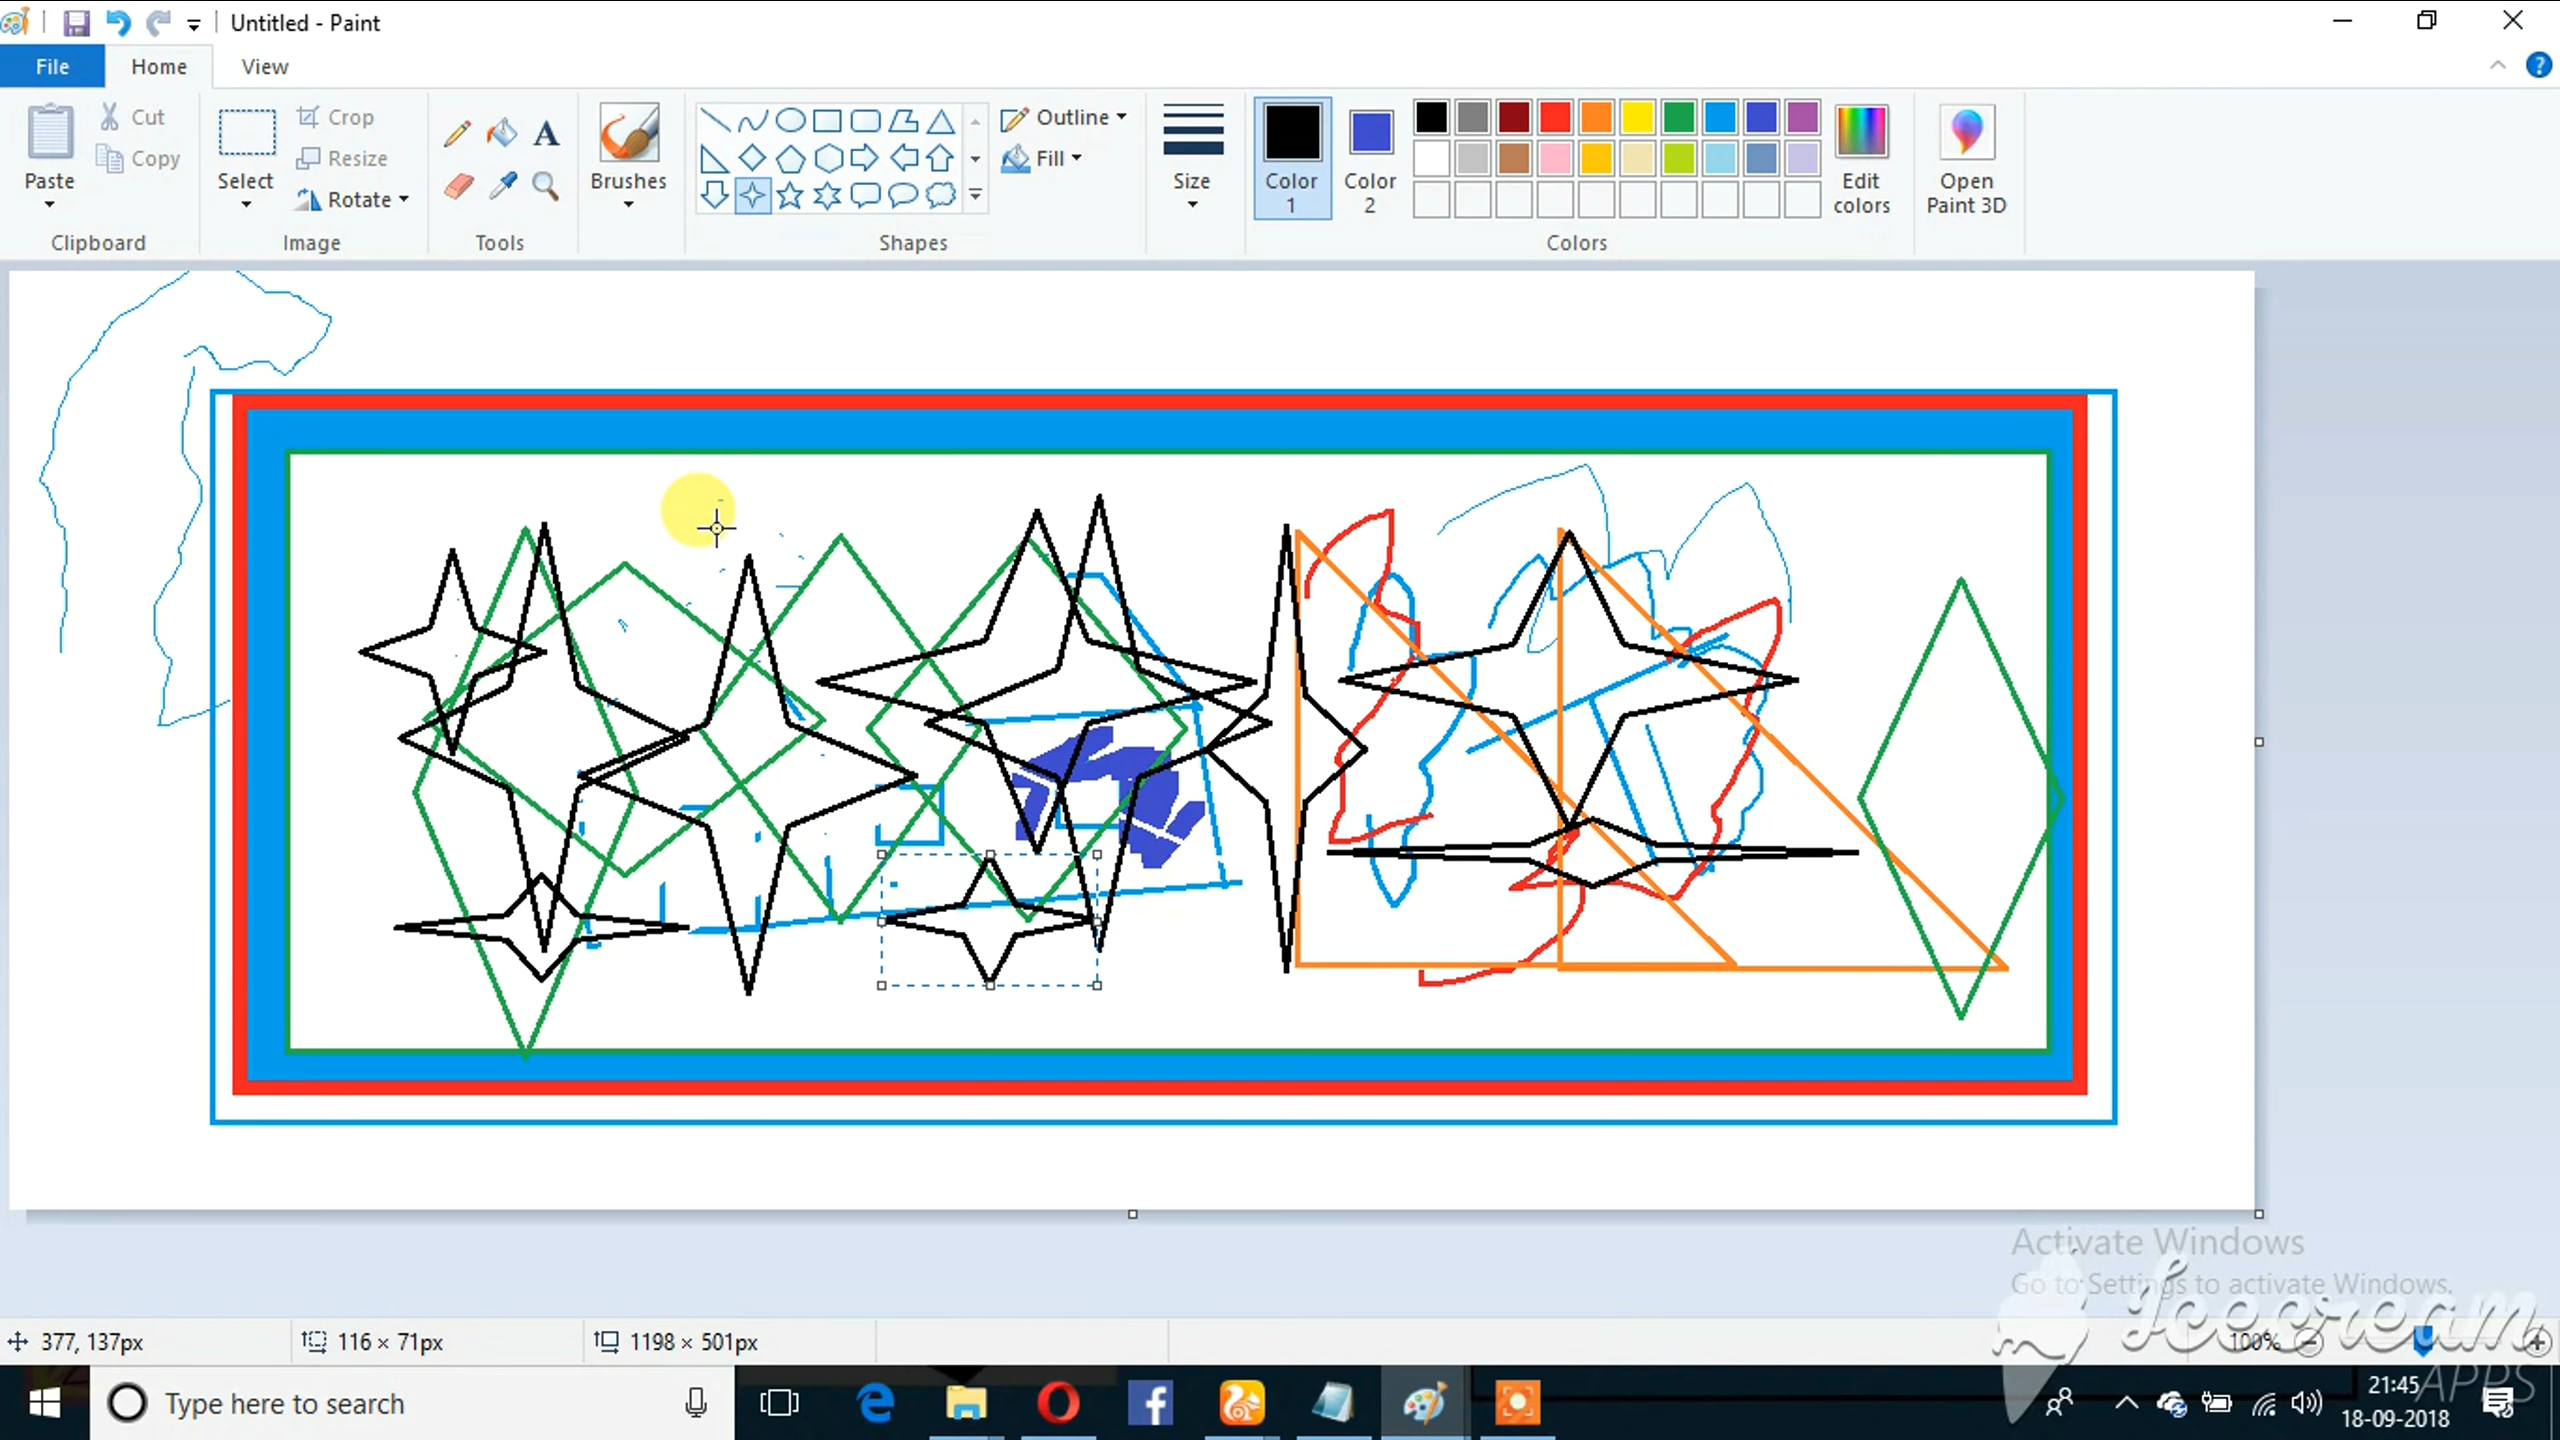 Untitled - Paint
File Home View
Paste
Cut
Copy
Clipboard
Select
Crop
Resize
Rotate
Image
A
Tools
Brushes
Outline
Fill
Shapes
Size
Color 1
Color 2
Edit colors
Colors
Open Paint 3D
Activate Windows
Go to Settings to activate Windows.
Icecream
APPS
377, 137px 116 × 71px 1198 × 501px 100%
Type here to search
21:45
18-09-2018